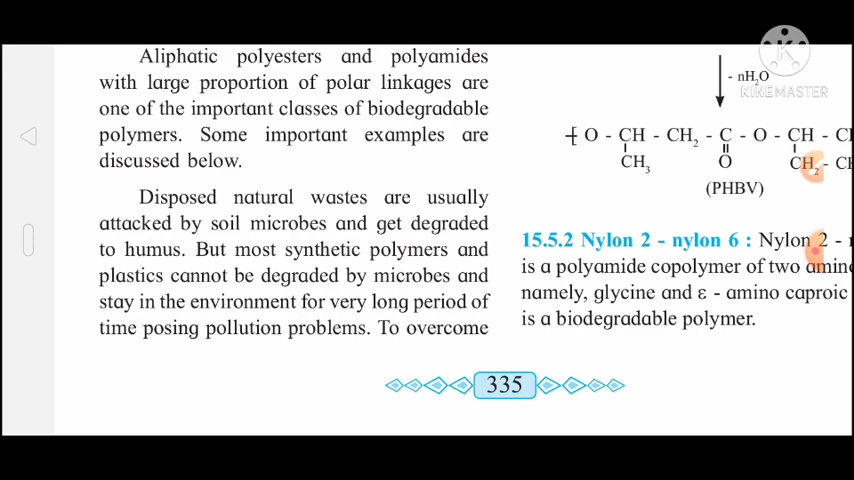 Aliphatic polyesters and polyamides
with large proportion of polar linkages are
one of the important classes of biodegradable
polymers. Some important examples are
discussed below.
Disposed natural wastes are usually
attacked by soil microbes and get degraded
to humus. But most synthetic polymers and
plastics cannot be degraded by microbes and
stay in the environment for very long period of
time posing pollution problems. To overcome
- nH₂O
KINEMASTER
O - CH - CH₂ - C - O - CH - C
CH₃ O CH₂ - C
(PHBV)
15.5.2 Nylon 2 - nylon 6 : Nylon 2 -
is a polyamide copolymer of two amin
namely, glycine and ε - amino caproic
is a biodegradable polymer.
335